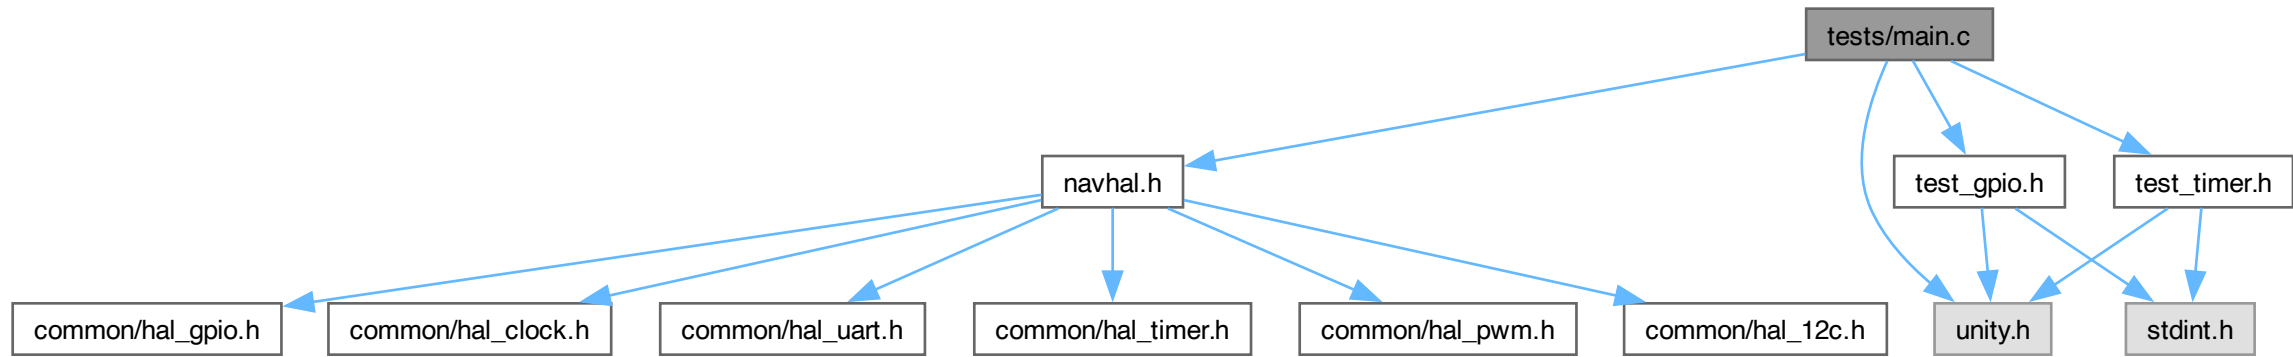 tests/main.c
navhal.h
test_gpio.h
test_timer.h
common/hal_gpio.h
common/hal_clock.h
common/hal_uart.h
common/hal_timer.h
common/hal_pwm.h
common/hal_12c.h
unity.h
stdint.h